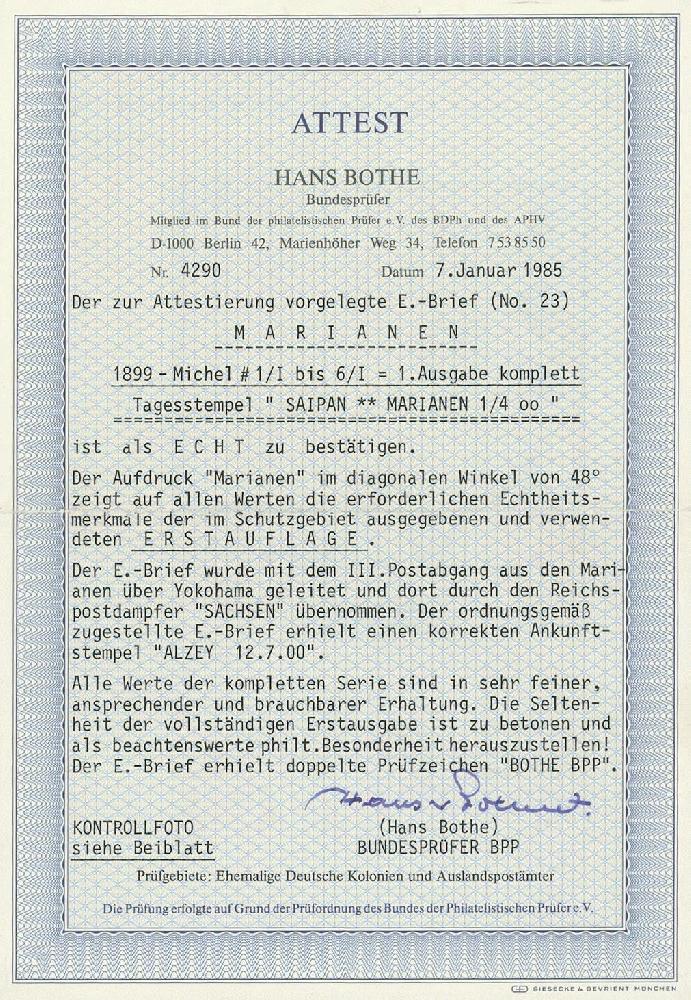 ATTEST
HANS BOTHE
Bundesprüfer
Mitglied im Bund der philatelistischen Prüfer e.V. des BDPh und des APHV
D-1000 Berlin 42, Marienhöher Weg 34, Telefon 7538550
Nr. 4290 Datum 7.Januar 1985
Der zur Attestierung vorgelegte E.-Brief (No. 23)
M A R I A N E N
1899 - Michel # 1/I bis 6/I = 1.Ausgabe komplett
Tagesstempel " SAIPAN ** MARIANEN 1/4 oo "
ist als E C H T zu bestätigen.
Der Aufdruck "Marianen" im diagonalen Winkel von 48°
zeigt auf allen Werten die erforderlichen Echtheits-
merkmale der im Schutzgebiet ausgegebenen und verwen-
deten E R S T A U F L A G E .
Der E.-Brief wurde mit dem III.Postabgang aus den Mari-
anen über Yokohama geleitet und dort durch den Reichs-
postdampfer "SACHSEN" übernommen. Der ordnungsgemäß
zugestellte E.-Brief erhielt einen korrekten Ankunft-
stempel "ALZEY 12.7.00".
Alle Werte der kompletten Serie sind in sehr feiner,
ansprechender und brauchbarer Erhaltung. Die Selten-
heit der vollständigen Erstausgabe ist zu betonen und
als beachtenswerte philt.Besonderheit herauszustellen!
Der E.-Brief erhielt doppelte Prüfzeichen "BOTHE BPP".
KONTROLLFOTO (Hans Bothe)
siehe Beiblatt BUNDESPRÜFER BPP
Prüfgebiete: Ehemalige Deutsche Kolonien und Auslandspostämter
Die Prüfung erfolgte auf Grund der Prüfordnung des Bundes der Philatelistischen Prüfer e.V.
GIESECKE & DEVRIENT MÜNCHEN